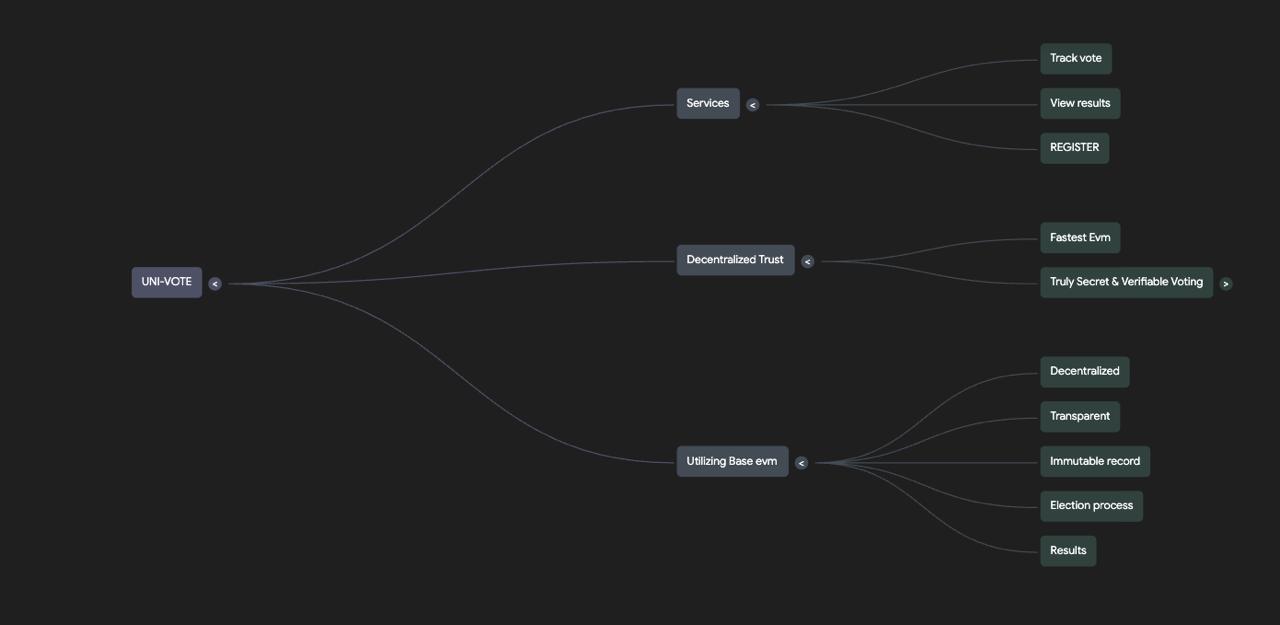 UNI-VOTE
<
Services
<
Track vote
View results
REGISTER
Decentralized Trust
<
Fastest Evm
Truly Secret & Verifiable Voting
>
Utilizing Base evm
<
Decentralized
Transparent
Immutable record
Election process
Results